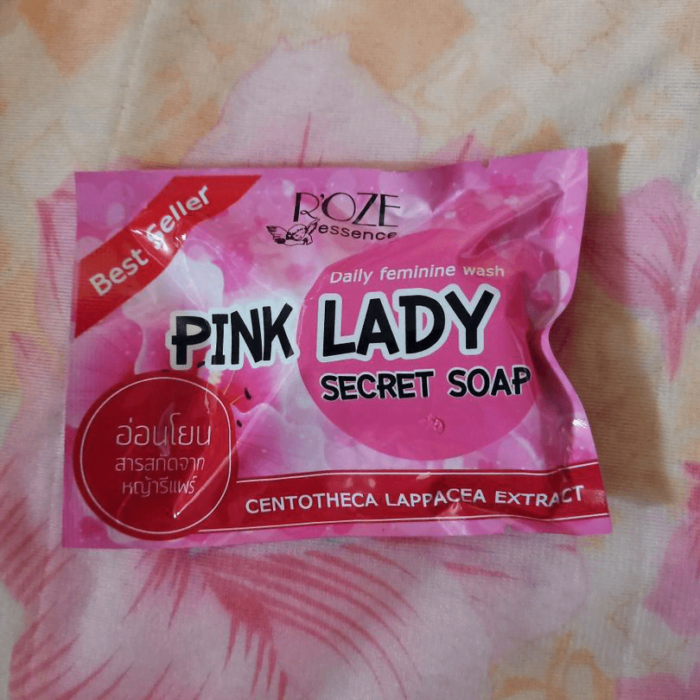 Best Seller
R'OZE
essence
Daily feminine wash
PINK LADY
SECRET SOAP
อ่อนโยน
สารสกัดจาก
หญ้ารีแพร์
CENTOTHECA LAPPACEA EXTRACT